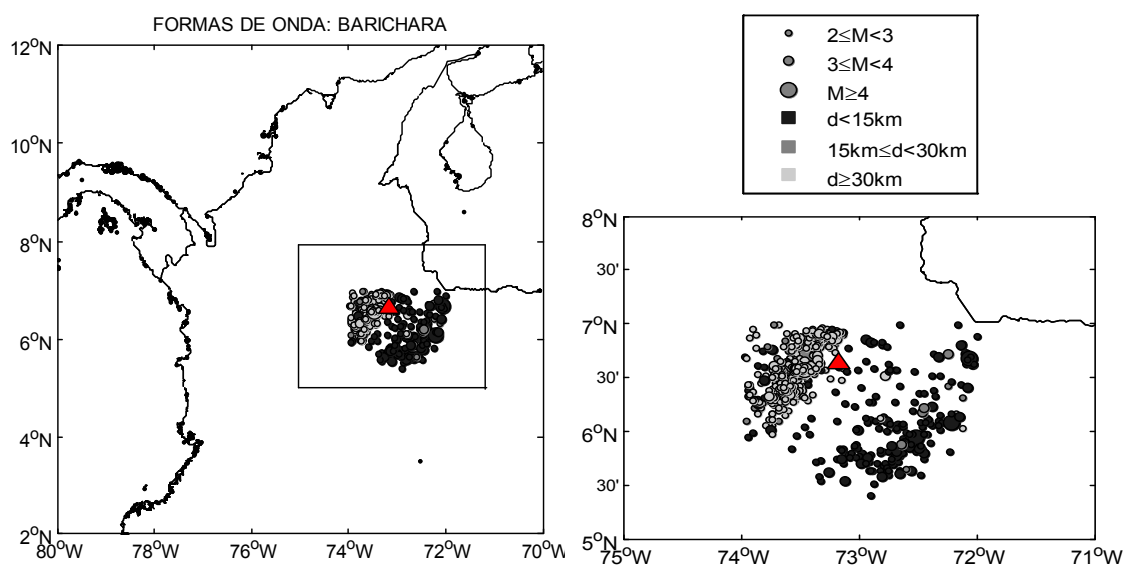 FORMAS DE ONDA: BARICHARA
12°N
10°N
8°N
6°N
4°N
2°N
80°W
78°W
76°W
74°W
72°W
70°W
2≤M<3
3≤M<4
M≥4
d<15km
15km≤d<30km
d≥30km
8°N
30'
7°N
30'
6°N
30'
5°N
75°W
74°W
73°W
72°W
71°W